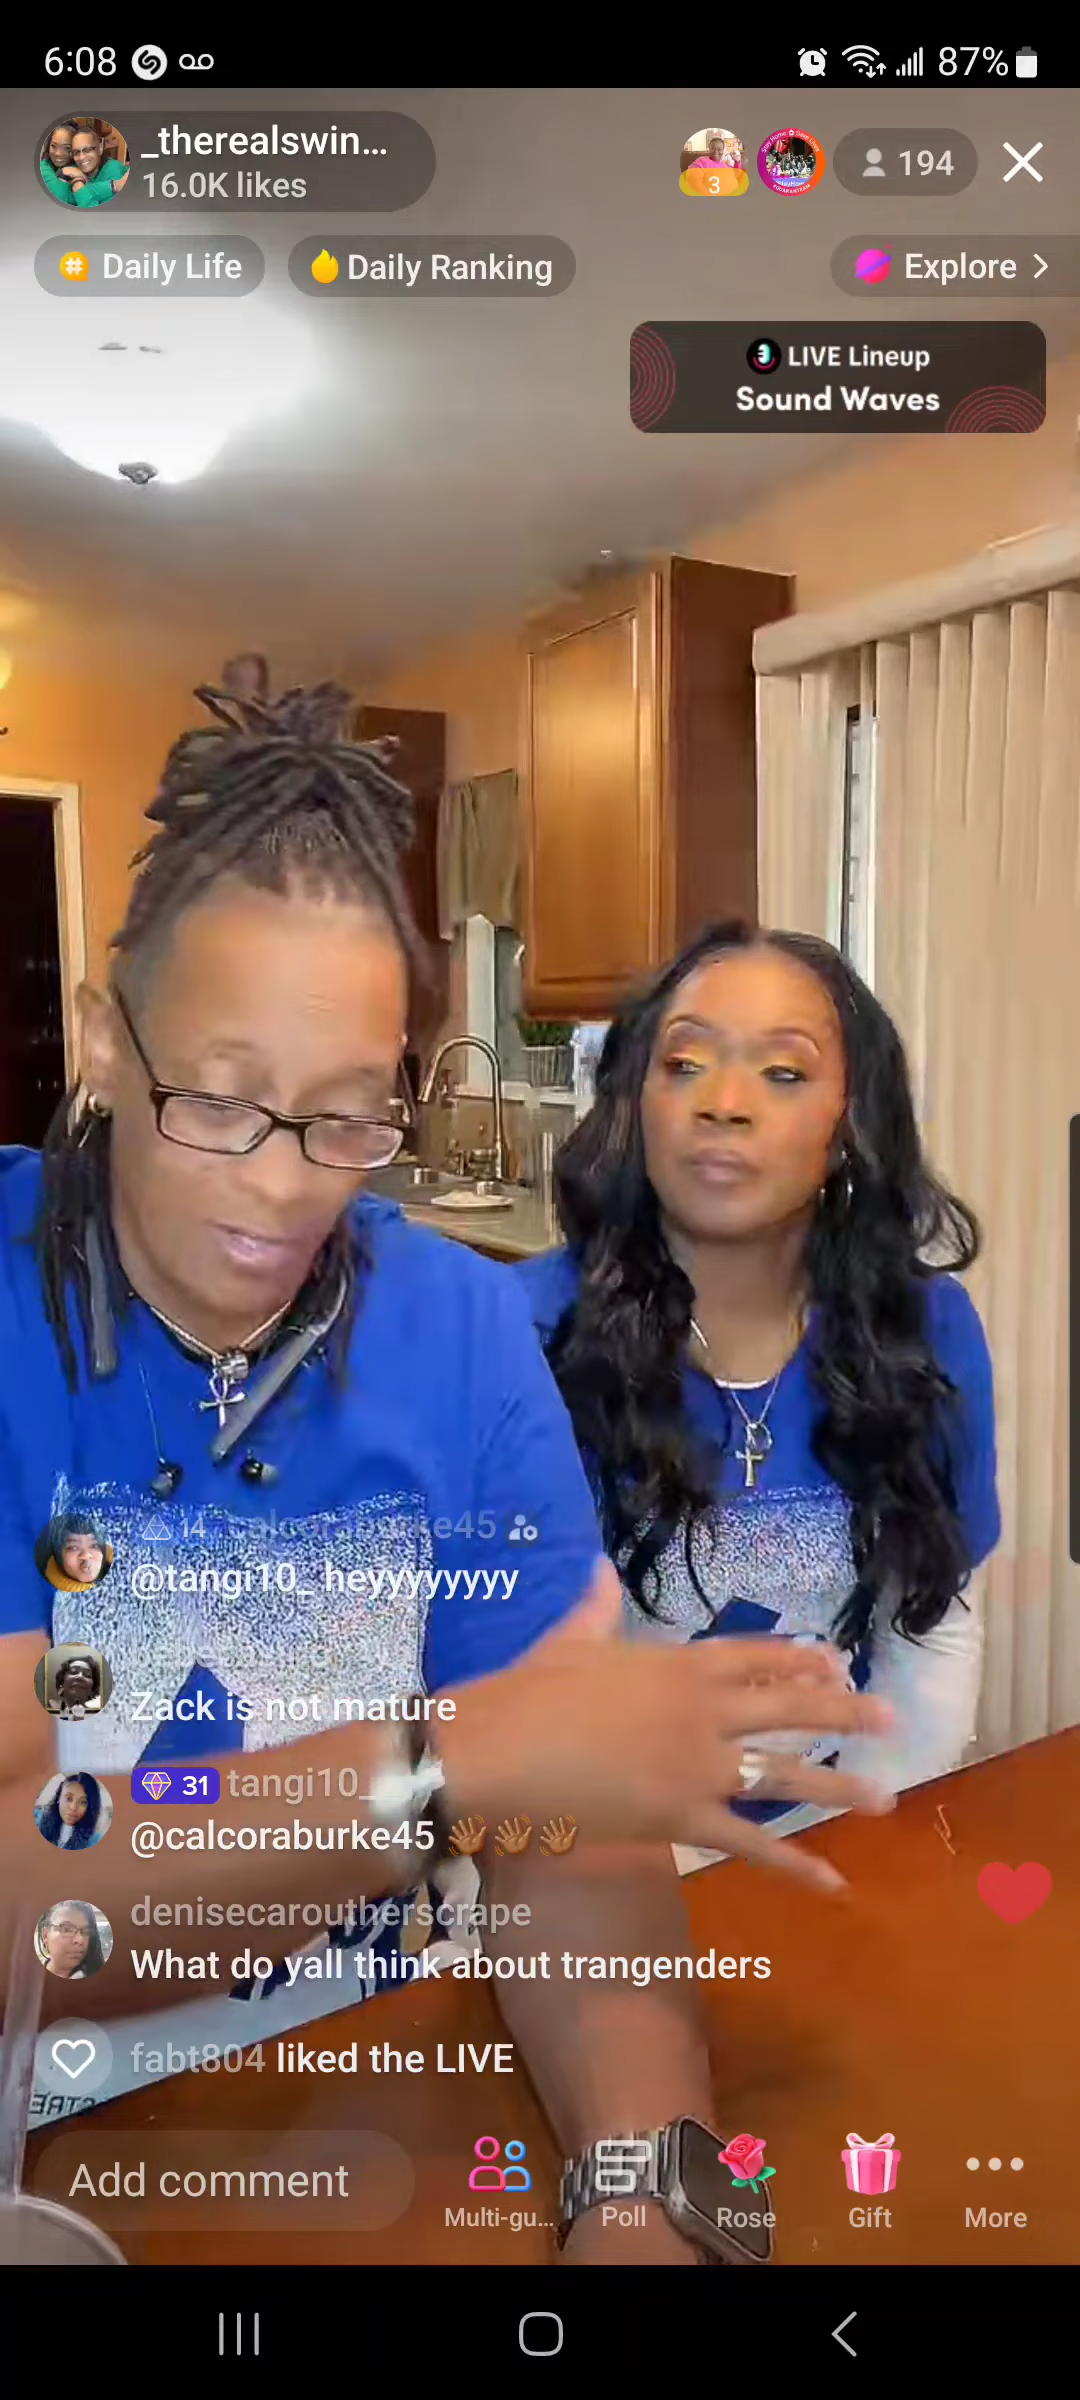 6:08 87%
_therealswin...
16.0K likes
3
194
Daily Life
Daily Ranking
Explore >
LIVE Lineup
Sound Waves
14 calcoraburke45
@tangi10_ heyyyyyyyy
Zack is not mature
31 tangi10_
@calcoraburke45 👋🏾👋🏾👋🏾
denisecaroutherscrape
What do yall think about trangenders
fabt804 liked the LIVE
Add comment
Multi-gu...
Poll
Rose
Gift
More